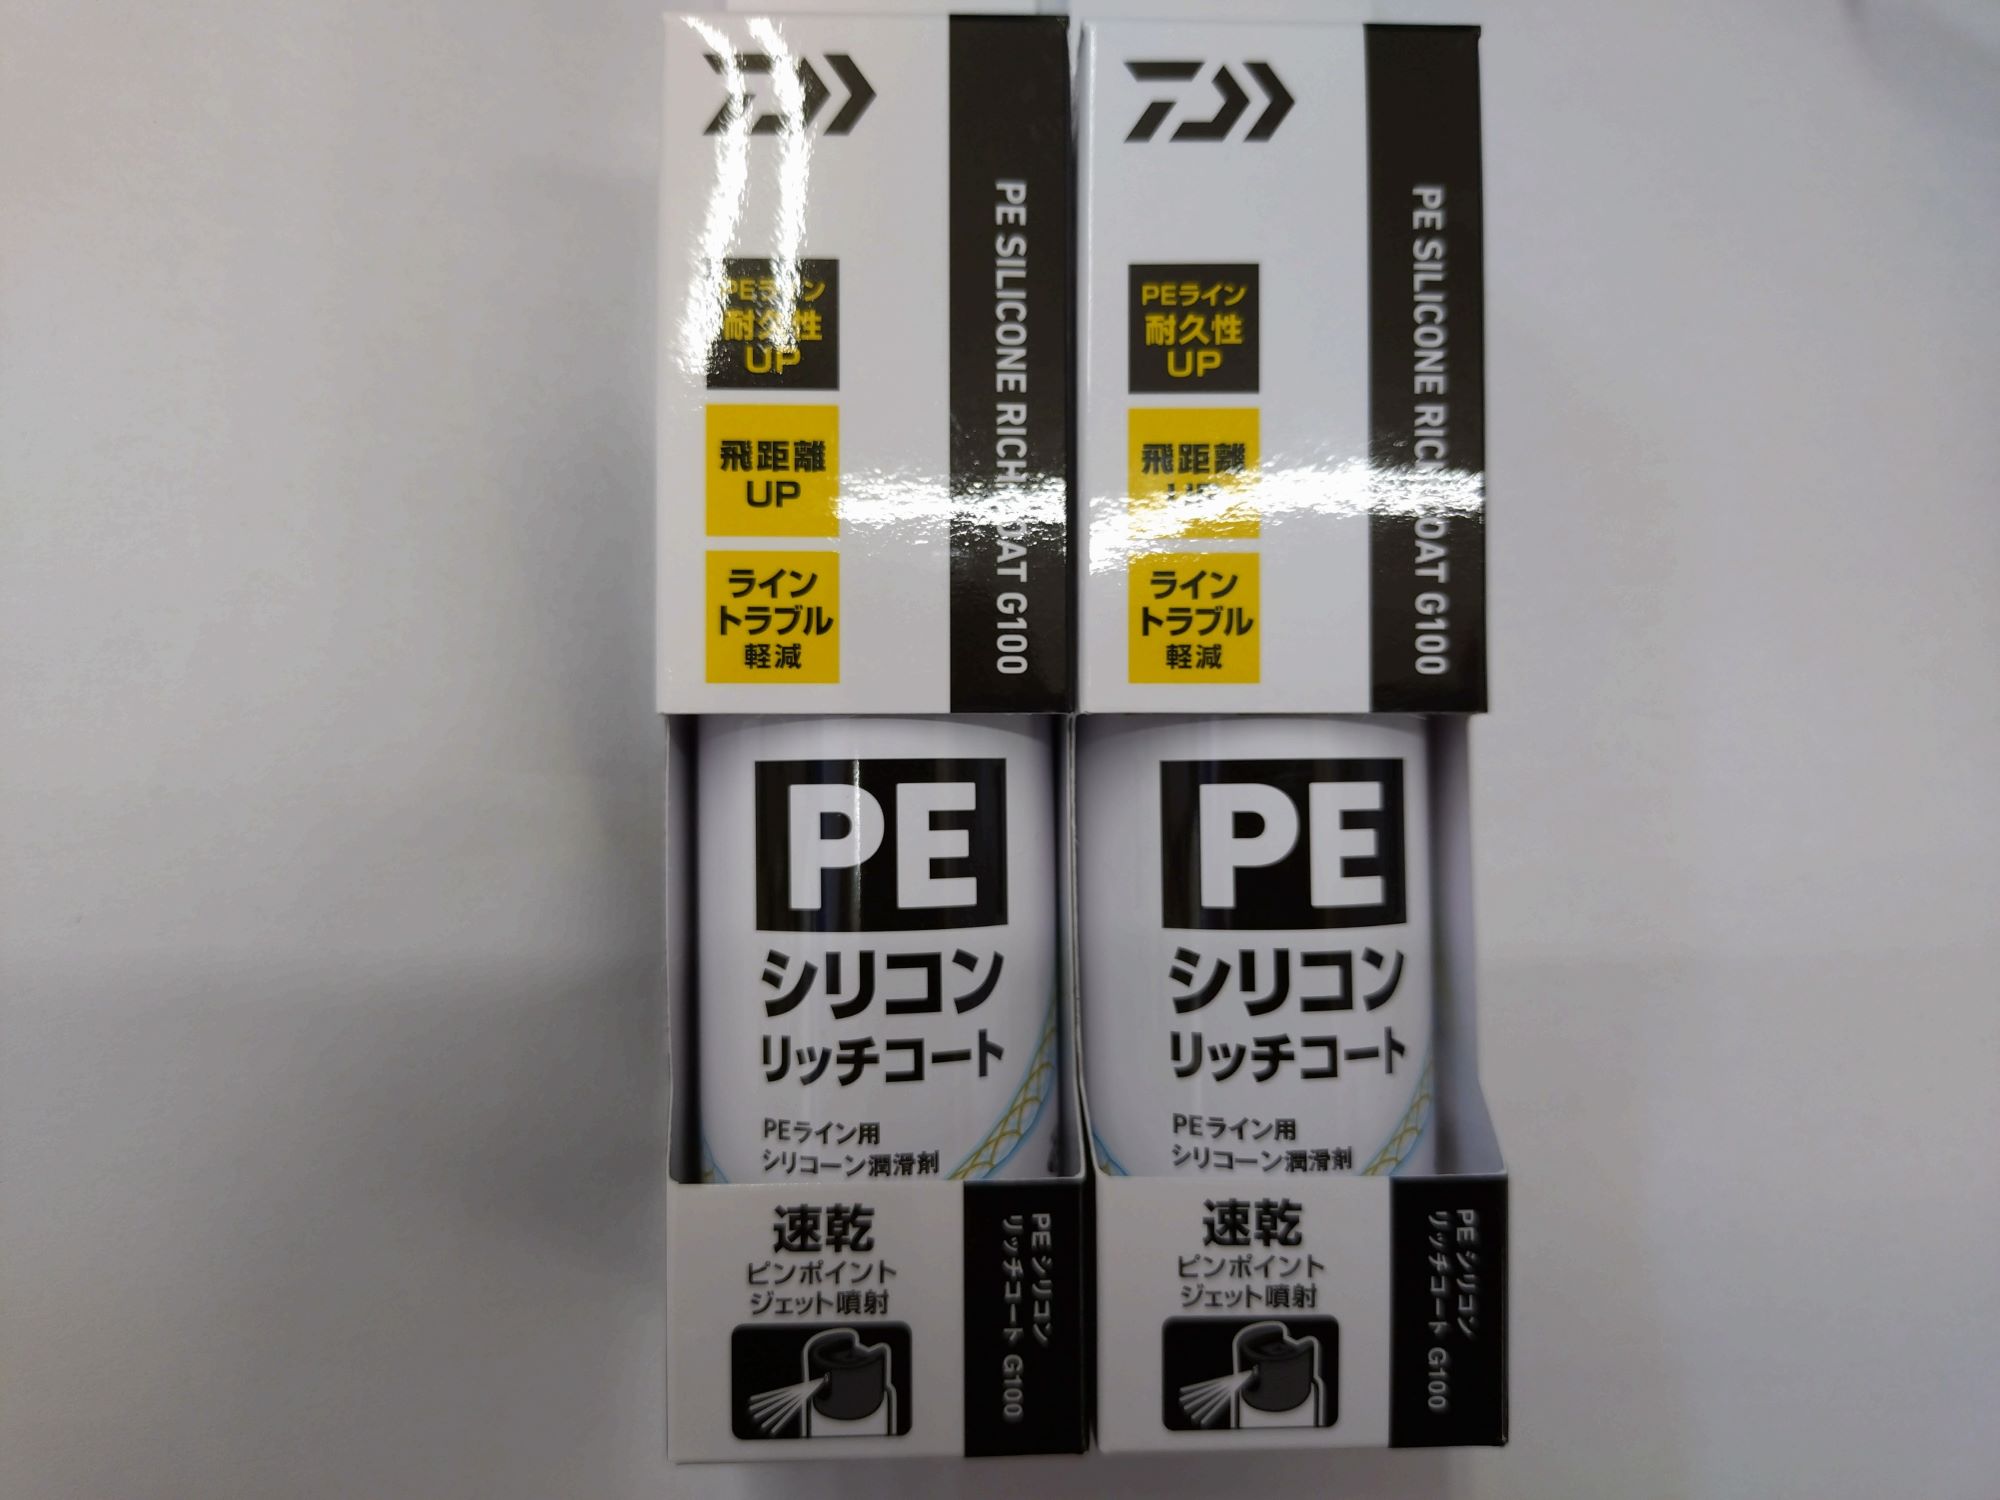 PEライン
耐久性
UP
飛距離
UP
ライン
トラブル
軽減
PE SILICONE RICH COAT G100
PE
シリコン
リッチコート
PEライン用
シリコーン潤滑剤
速乾
ピンポイント
ジェット噴射
PE シリコン
リッチコート G100
PEライン
耐久性
UP
飛距離
UP
ライン
トラブル
軽減
PE SILICONE RICH COAT G100
PE
シリコン
リッチコート
PEライン用
シリコーン潤滑剤
速乾
ピンポイント
ジェット噴射
PE シリコン
リッチコート G100